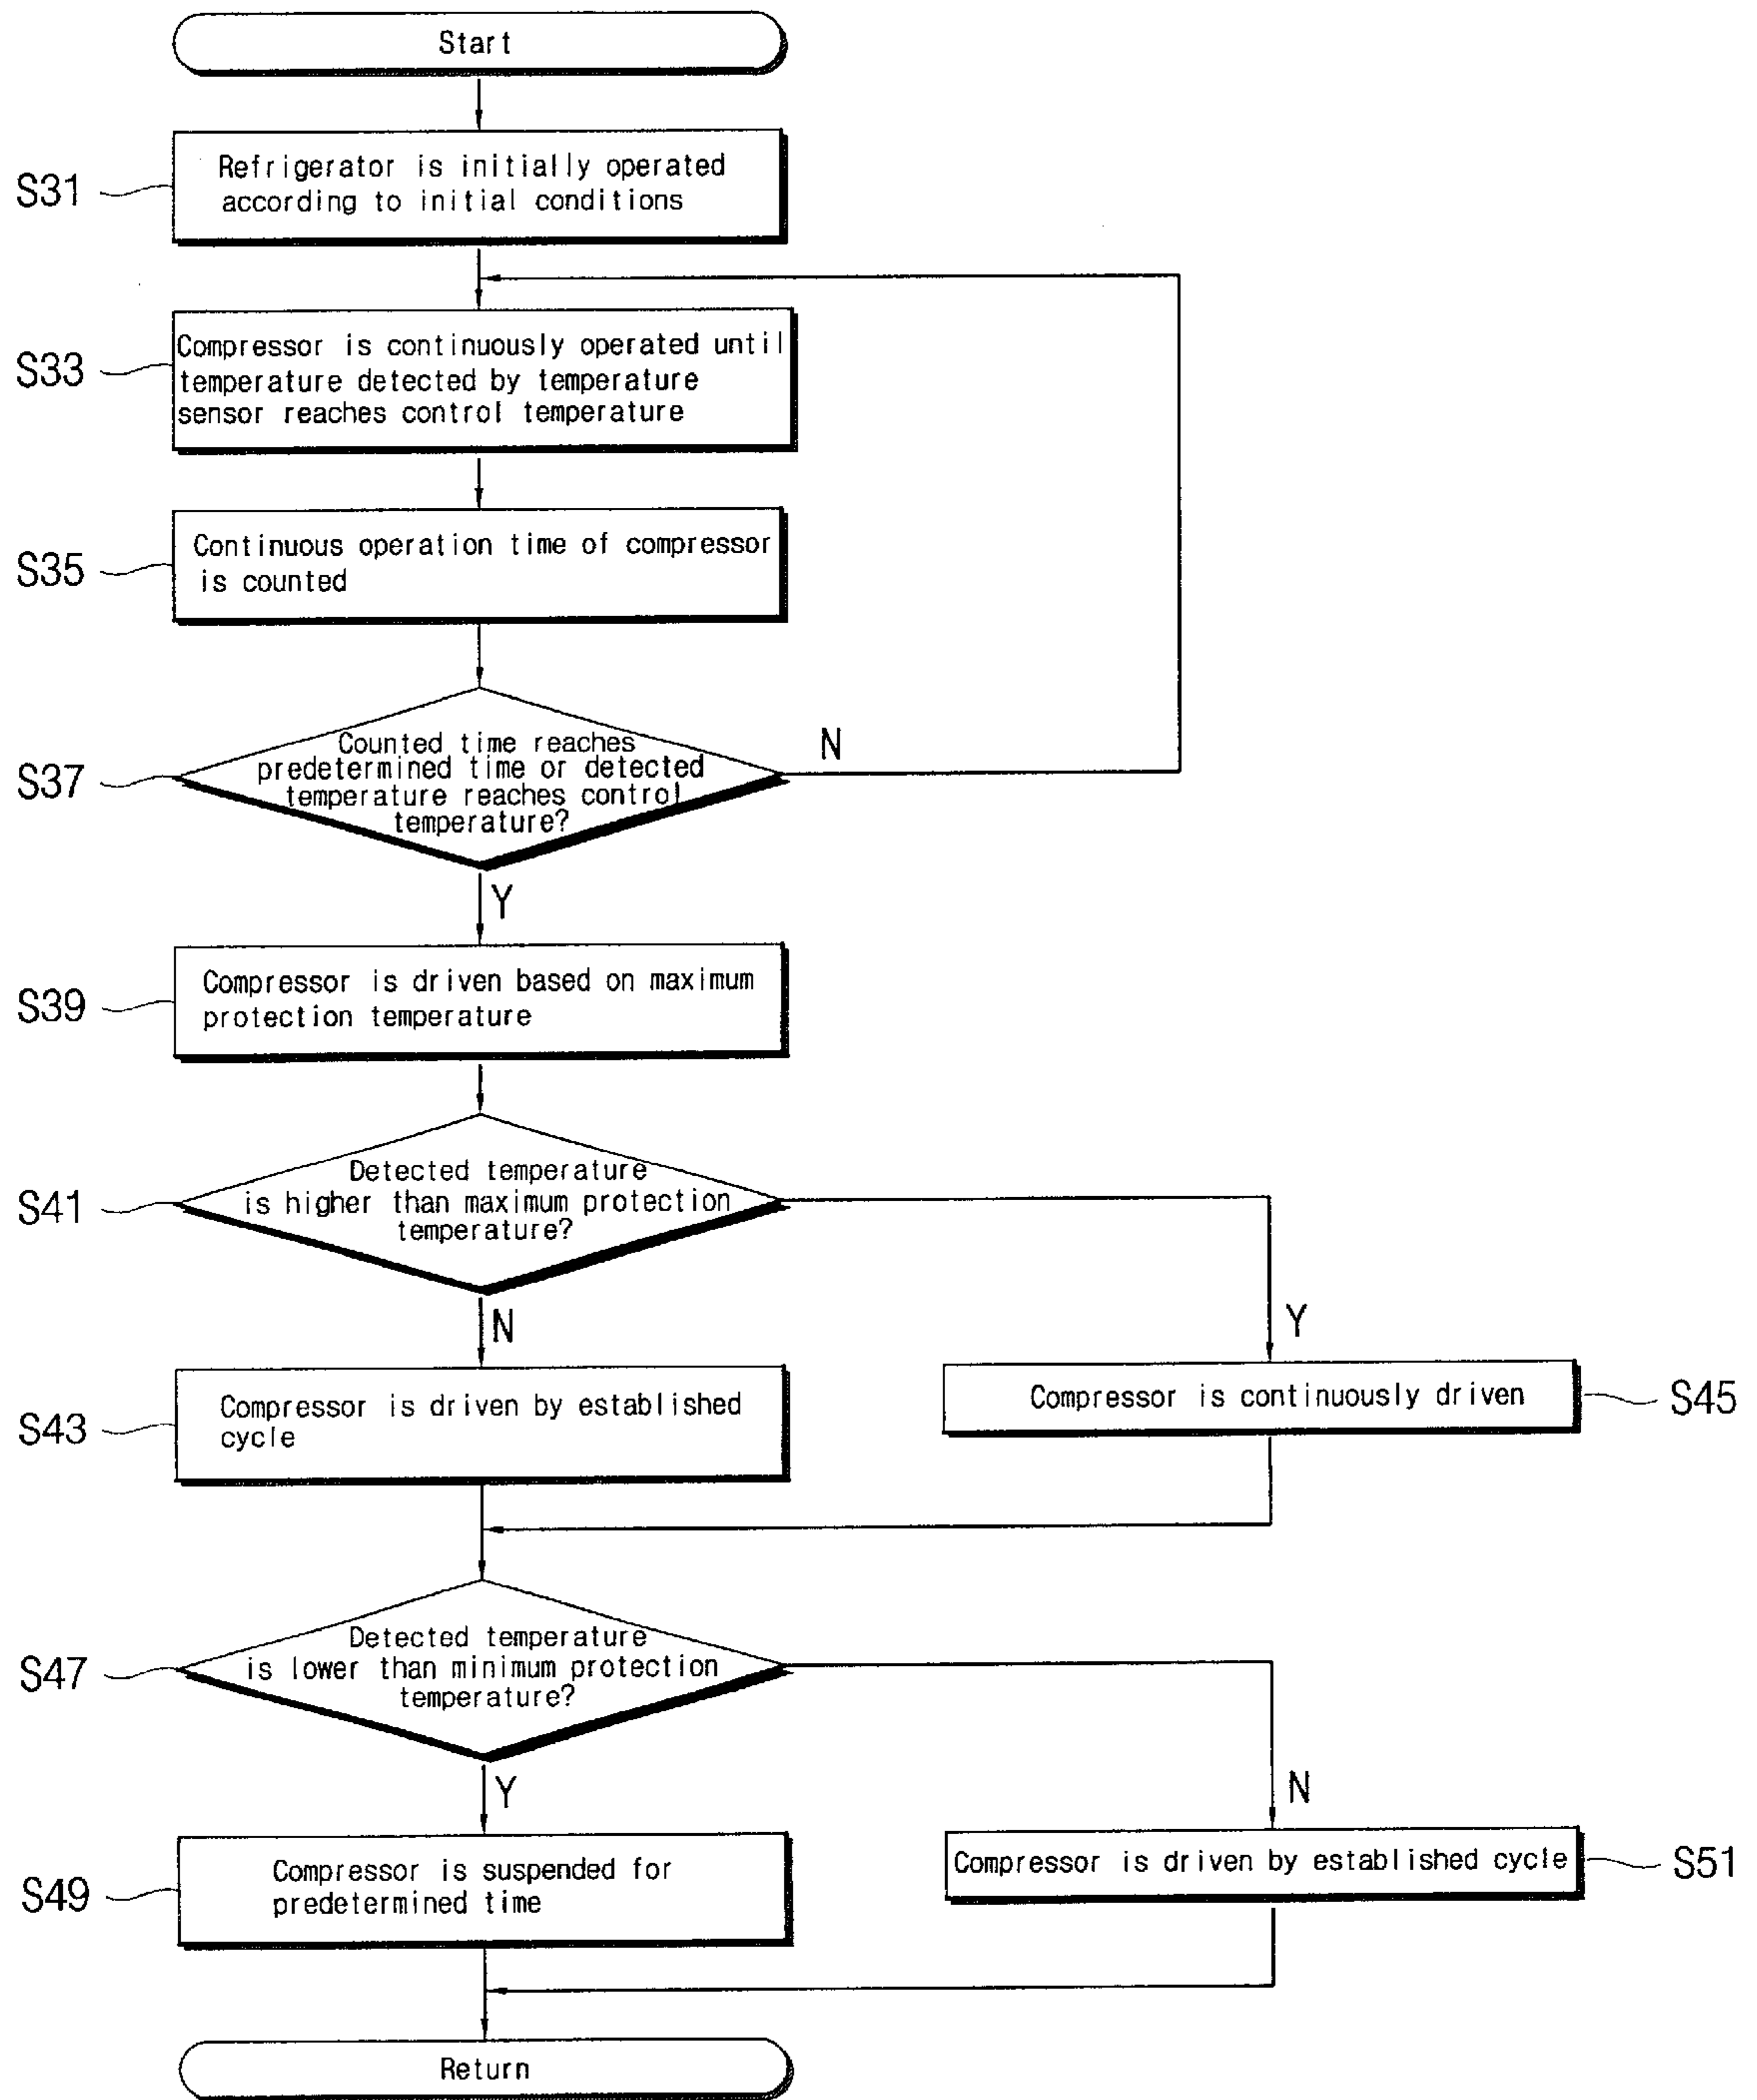 Start
S31
Refrigerator is initially operated
according to initial conditions
S33
Compressor is continuously operated until
temperature detected by temperature
sensor reaches control temperature
S35
Continuous operation time of compressor
is counted
S37
Counted time reaches
predetermined time or detected
temperature reaches control
temperature?
N
Y
S39
Compressor is driven based on maximum
protection temperature
S41
Detected temperature
is higher than maximum protection
temperature?
N
Y
S43
Compressor is driven by established
cycle
Compressor is continuously driven
S45
S47
Detected temperature
is lower than minimum protection
temperature?
Y
N
S49
Compressor is suspended for
predetermined time
Compressor is driven by established cycle
S51
Return